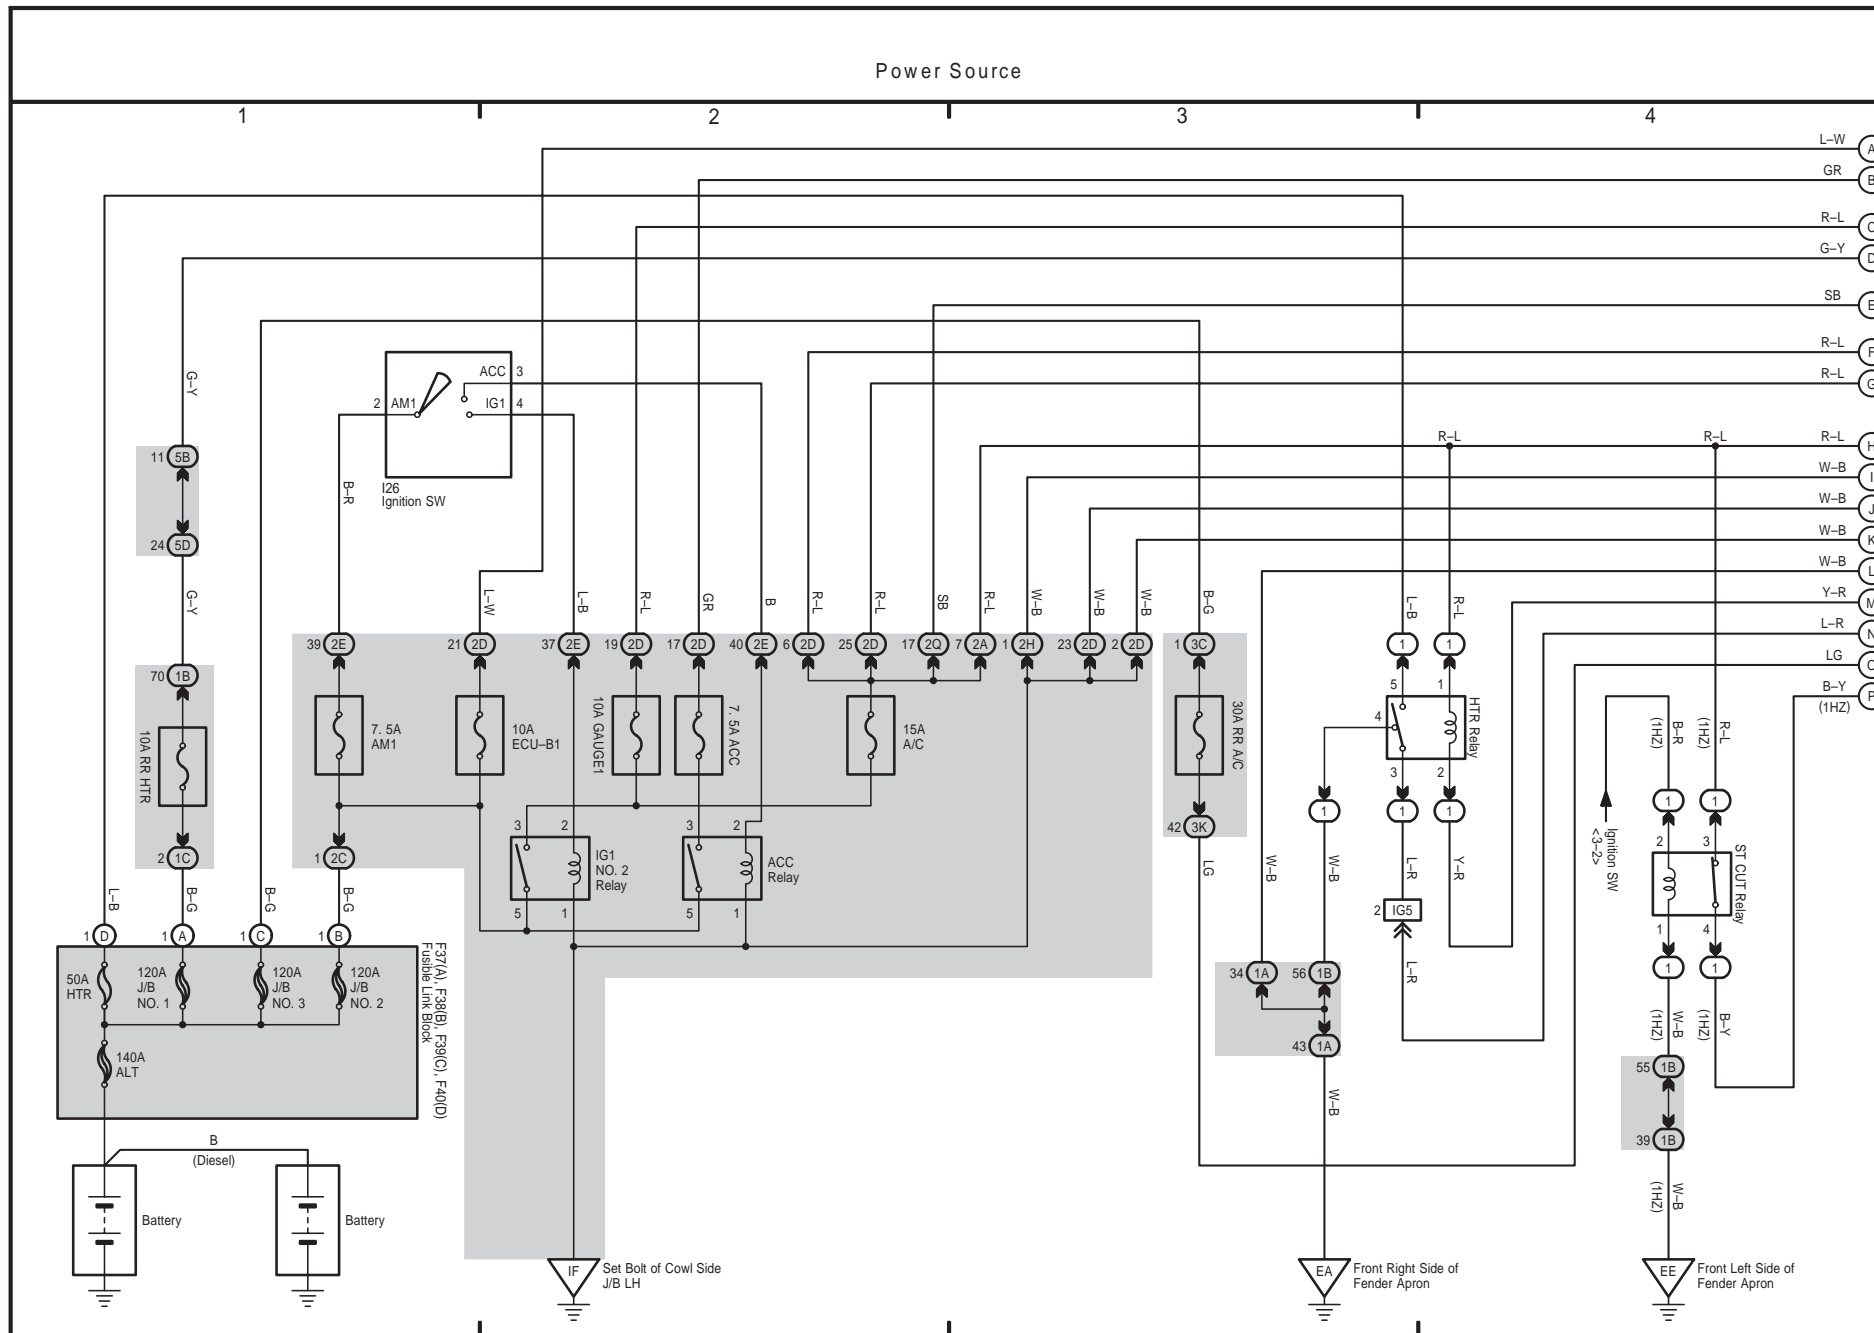 Power Source
1
2
3
4
L–W
A
GR
B
R–L
C
G–Y
D
SB
E
R–L
F
R–L
G
R–L
R–L
R–L
H
W–B
I
W–B
J
W–B
K
W–B
L
Y–R
M
L–R
N
LG
O
B–Y
(1HZ)
P
ACC 3
2 AM1
IG1 4
I26
Ignition SW
G–Y
11 5B
24 5D
G–Y
B–R
L–W
L–B
R–L
GR
B
R–L
R–L
SB
R–L
W–B
W–B
W–B
B–G
L–B
R–L
39 2E
21 2D
37 2E
19 2D
17 2D
40 2E
6 2D
25 2D
17 2Q
7 2A
1 2H
23 2D
2 2D
1 3C
1
1
70 1B
10A RR HTR
2 1C
7. 5A
AM1
10A
ECU–B1
10A GAUGE1
7. 5A ACC
15A
A/C
30A RR A/C
42 3K
5
1
4
3
2
HTR Relay
1
1
1
B–R
(1HZ)
R–L
(1HZ)
Ignition SW
<3–2>
1
1
2
3
ST CUT Relay
1
4
1
1
3
2
IG1
NO. 2
Relay
5
1
3
2
ACC
Relay
5
1
1 2C
LG
W–B
W–B
L–R
Y–R
2 IG5
L–R
L–B
B–G
B–G
B–G
1 D
1 A
1 C
1 B
50A
HTR
120A
J/B
NO. 1
120A
J/B
NO. 3
120A
J/B
NO. 2
140A
ALT
F37(A), F38(B), F39(C), F40(D)
Fusible Link Block
34 1A
56 1B
43 1A
W–B
W–B
(1HZ)
B–Y
(1HZ)
55 1B
39 1B
W–B
(1HZ)
B
(Diesel)
Battery
Battery
IF
Set Bolt of Cowl Side
J/B LH
EA
Front Right Side of
Fender Apron
EE
Front Left Side of
Fender Apron